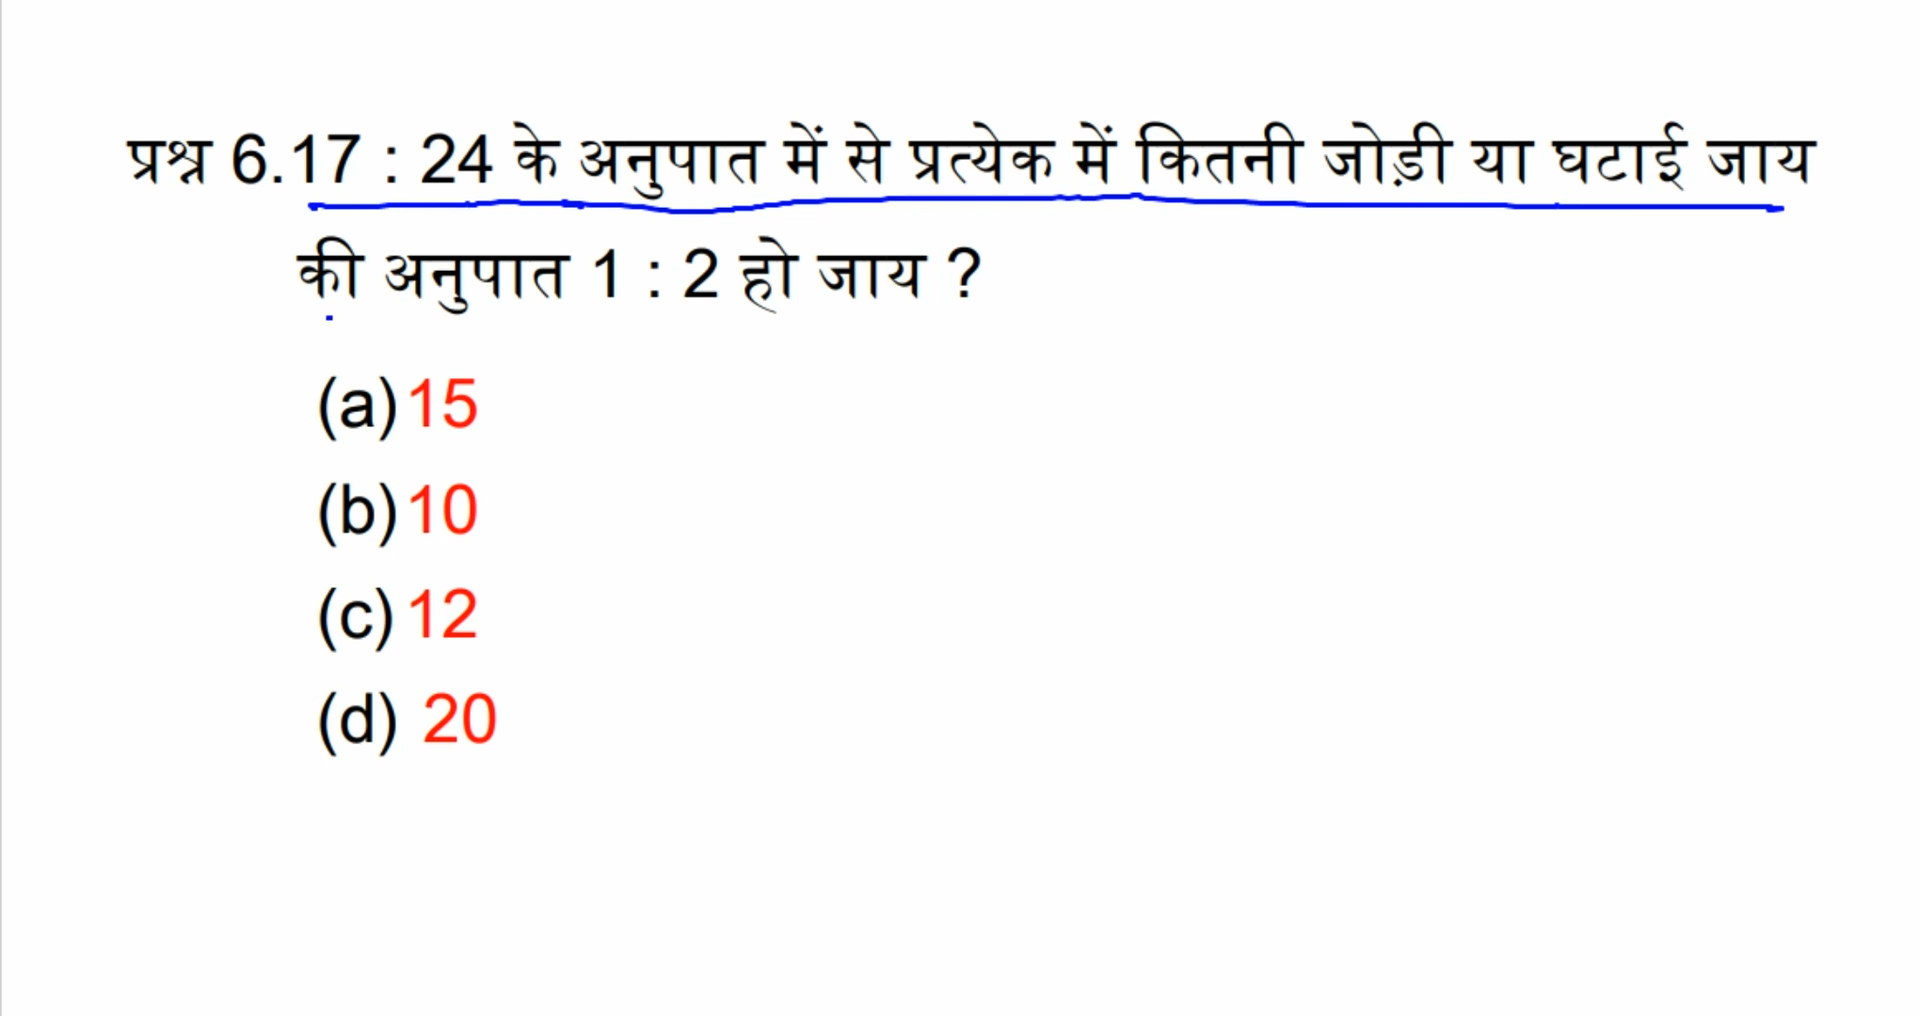 प्रश्न 6.17 : 24 के अनुपात में से प्रत्येक में कितनी जोड़ी या घटाई जाय
की अनुपात 1 : 2 हो जाय ?
(a)15
(b)10
(c)12
(d) 20